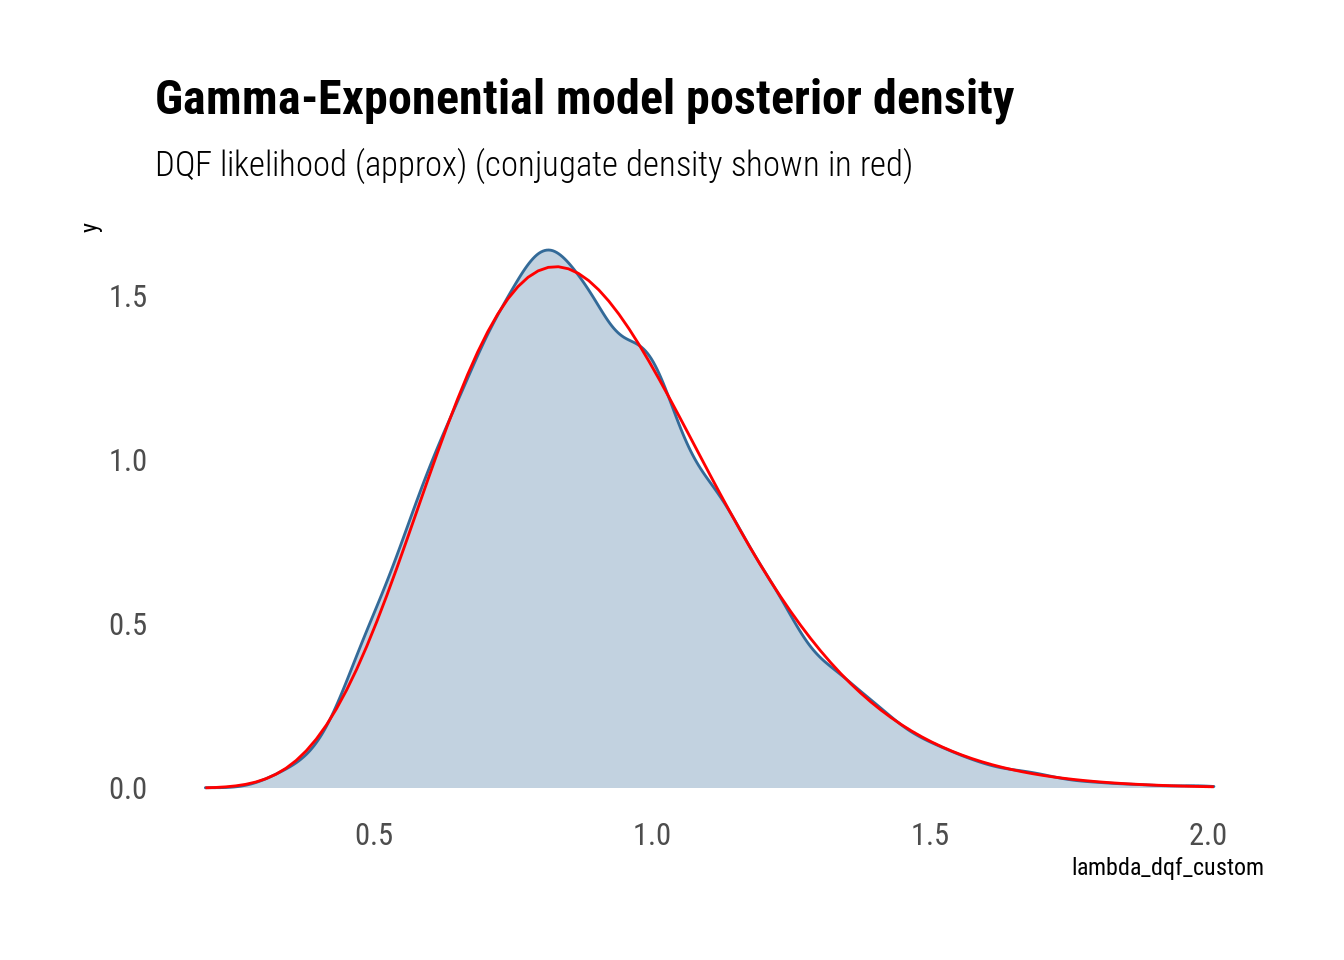 Gamma-Exponential model posterior density
DQF likelihood (approx) (conjugate density shown in red)
y
1.5
1.0
0.5
0.0
0.5 1.0 1.5 2.0
lambda_dqf_custom